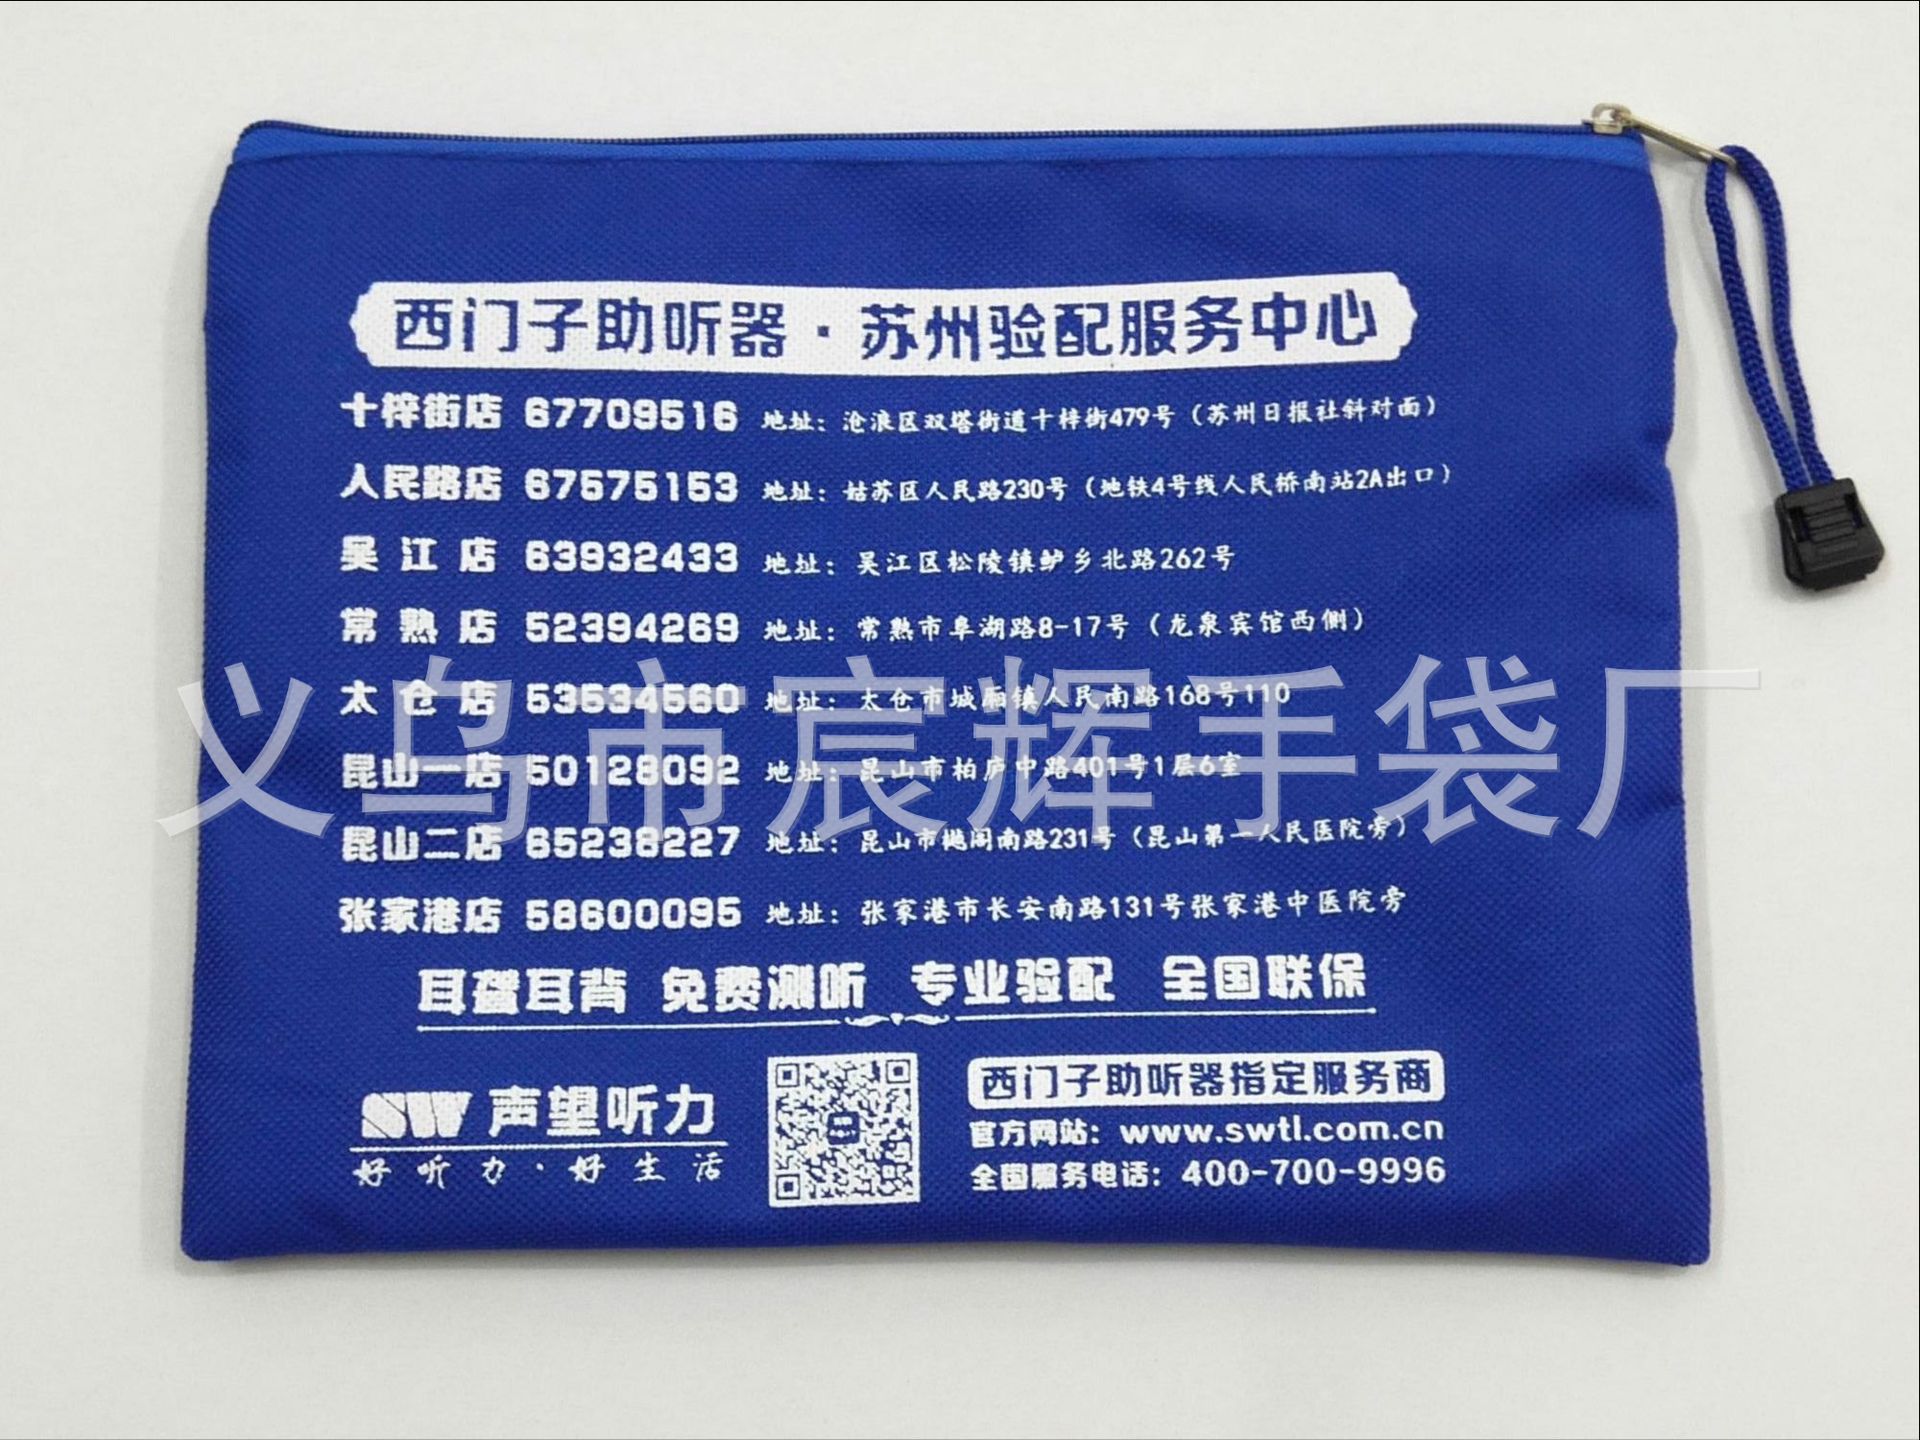 西门子助听器·苏州验配服务中心
十梓街店 67709516 地址：沧浪区双塔街道十梓街479号（苏州日报社斜对面）
人民路店 67575153 地址：姑苏区人民路230号（地铁4号线人民桥南站2A出口）
吴江店 63932433 地址：吴江区松陵镇鲈乡北路262号
常熟店 52394269 地址：常熟市阜湖路8-17号（龙泉宾馆西侧）
太仓店 53534560 地址：太仓市城厢镇人民南路168号110
义乌市宸辉手袋厂
昆山一店 50128092 地址：昆山市柏庐中路401号1层6室
昆山二店 65238227 地址：昆山市樾阁南路231号（昆山第一人民医院旁）
张家港店 58600095 地址：张家港市长安南路131号张家港中医院旁
耳聋耳背 免费测听 专业验配 全国联保
SW 声望听力
好听力·好生活
西门子助听器指定服务商
官方网站：www.swtl.com.cn
全国服务电话：400-700-9996